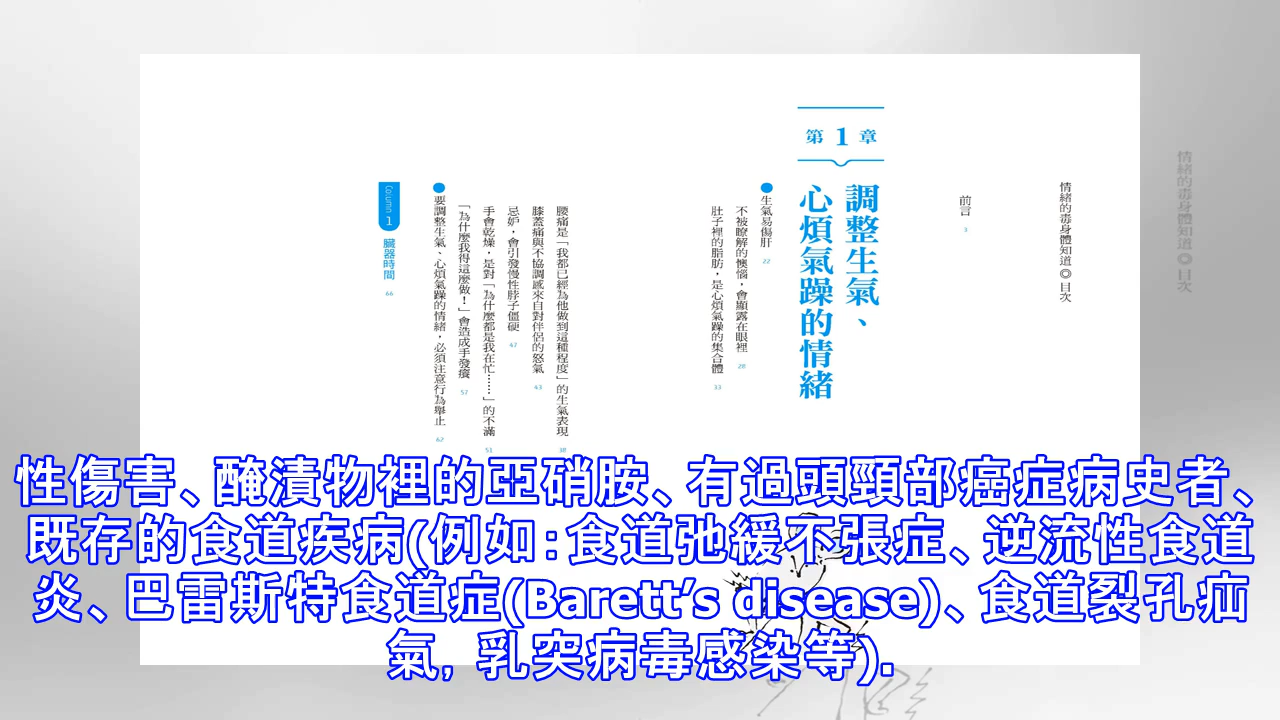 情緒的毒身體知道◎目次
情緒的毒身體知道◎目次
前言 3
第1章
調整生氣、
心煩氣躁的情緒
●生氣易傷肝 22
不被瞭解的懊惱，會顯露在眼裡 28
肚子裡的脂肪，是心煩氣躁的集合體 33
腰痛是「我都已經為他做到這種程度」的生氣表現 38
膝蓋痛與不協調感來自對伴侶的怒氣 43
忌妒，會引發慢性脖子僵硬 47
手會乾燥，是對「為什麼都是我在忙……」的不滿 51
「為什麼我得這麼做！」會造成手發癢 57
●要調整生氣、心煩氣躁的情緒，必須注意行為舉止 62
Column 1 臟器時間 66
性傷害、醃漬物裡的亞硝胺、有過頭頸部癌症病史者、
既存的食道疾病(例如:食道弛緩不張症、逆流性食道
炎、巴雷斯特食道症(Barett‘s disease)、食道裂孔疝
氣, 乳突病毒感染等).